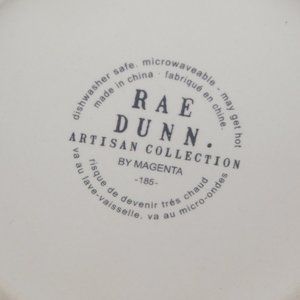 dishwasher safe. microwaveable - may get hot
made in china · fabriqué en chine.
RAE
DUNN.
ARTISAN COLLECTION
BY MAGENTA
-185-
risque de devenir trés chaud
va au lave-vaisselle. va au micro-ondes